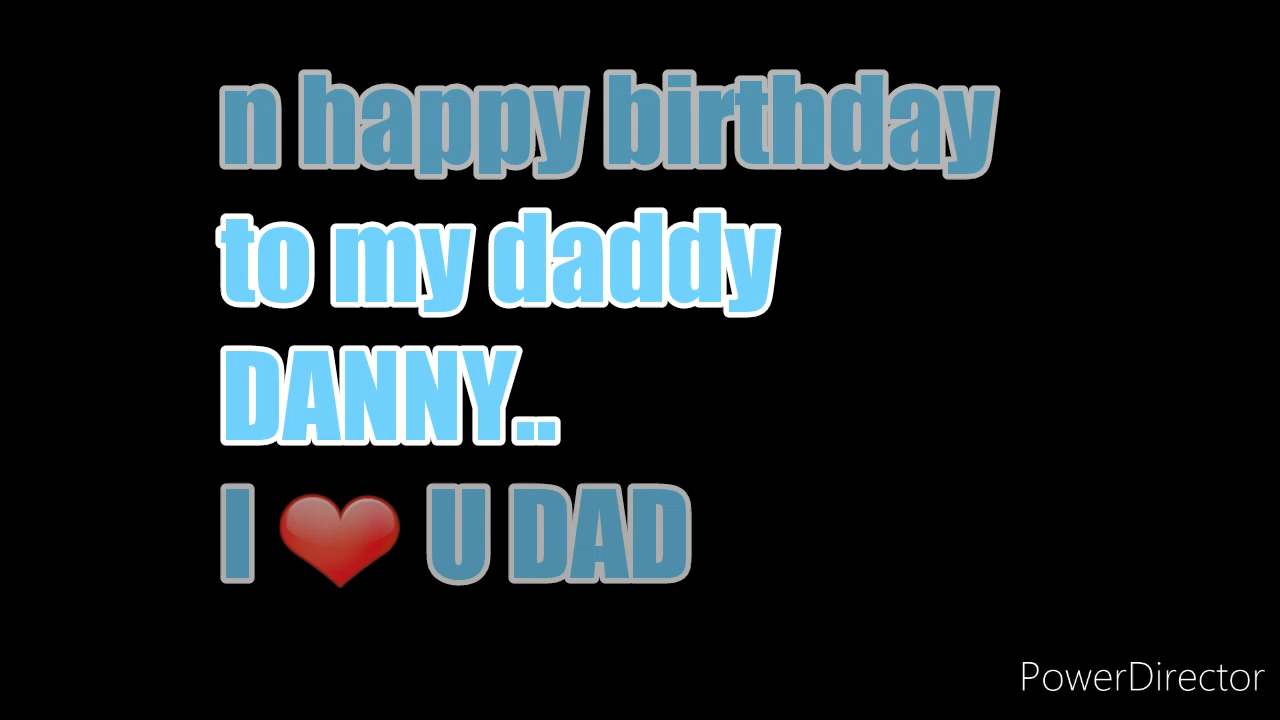 n happy birthday
to my daddy
DANNY..
I ❤ U DAD
PowerDirector